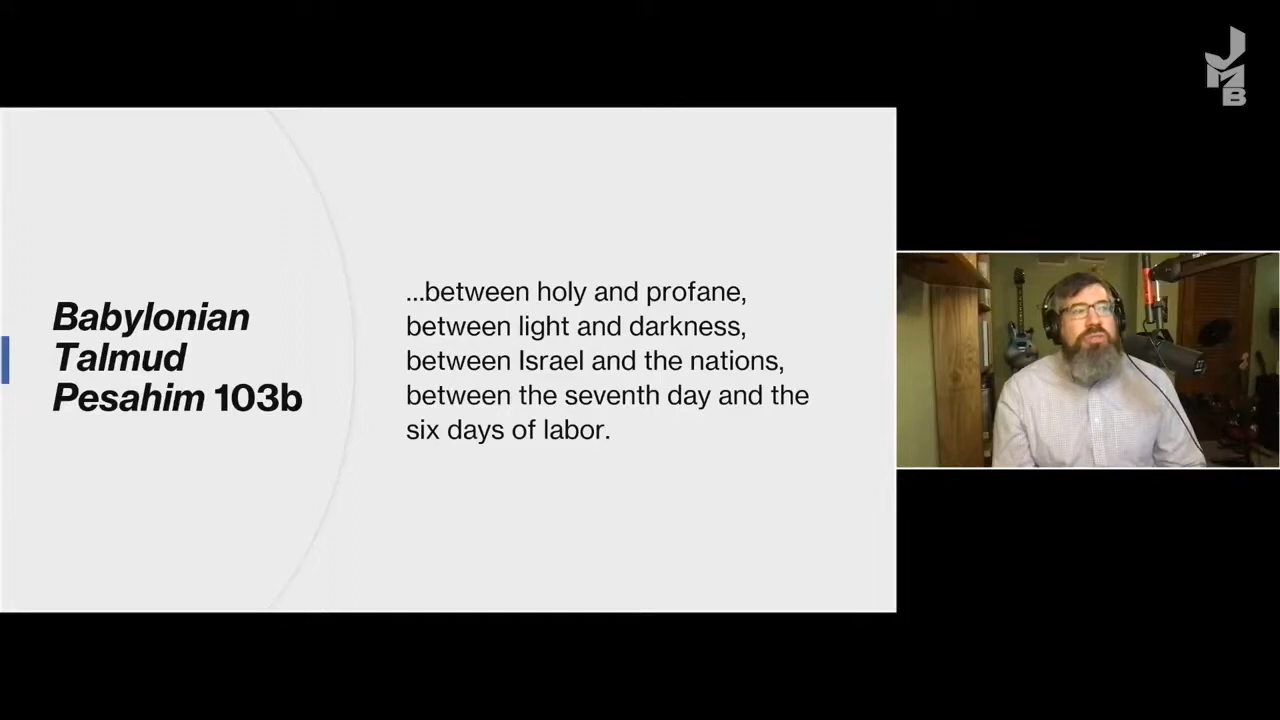 JMB
Babylonian
Talmud
Pesahim 103b
...between holy and profane,
between light and darkness,
between Israel and the nations,
between the seventh day and the
six days of labor.